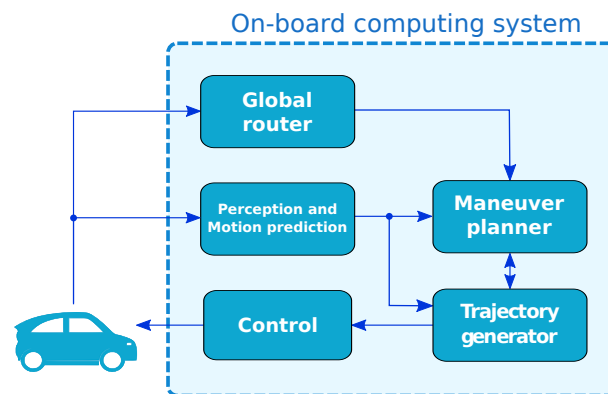 On-board computing system
Global
router
Perception and
Motion prediction
Maneuver
planner
Control
Trajectory
generator